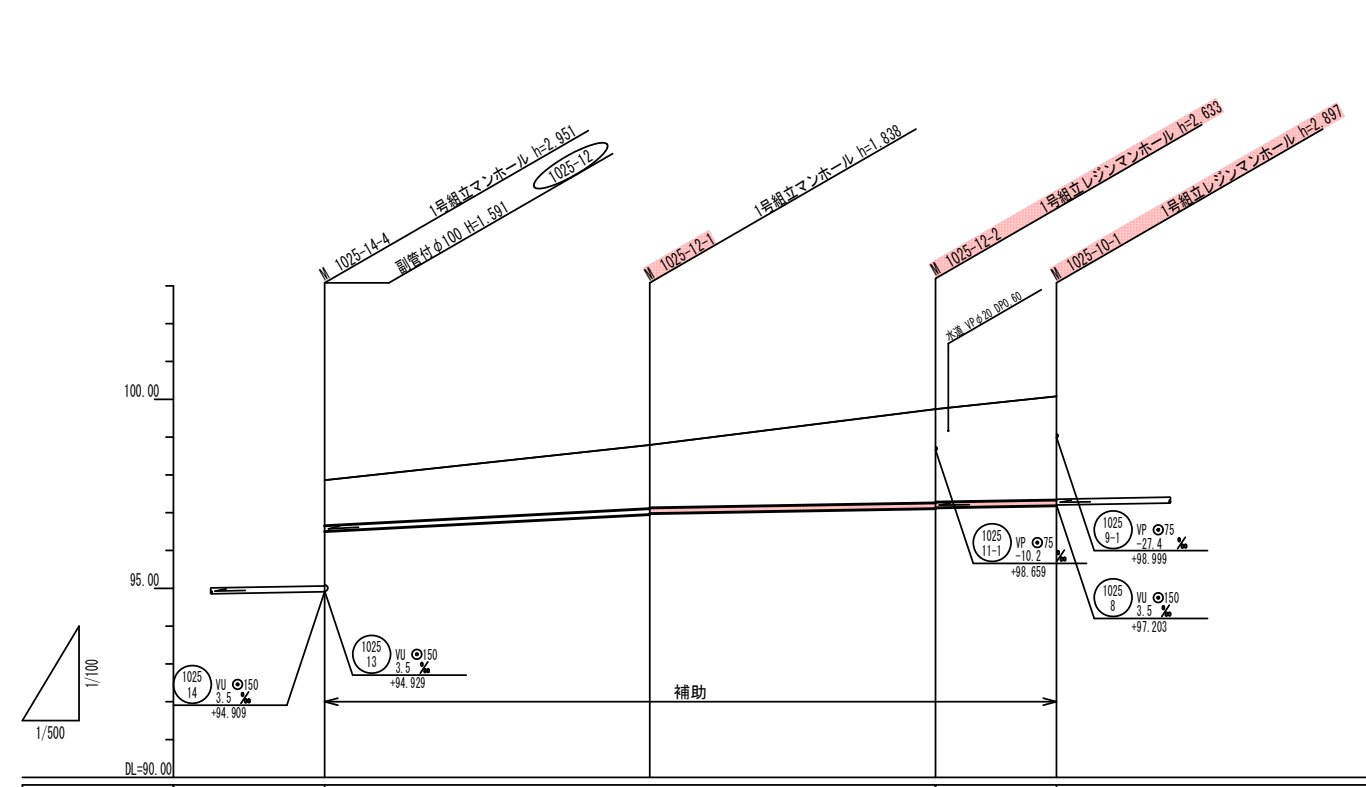 M 1025-14-4
1号組立マンホール h=2.951
副管付φ100 H=1.591
1025-12
M 1025-12-1
1号組立マンホール h=1.838
M 1025-12-2
1号組立レジンマンホール h=2.633
M 1025-10-1
1号組立レジンマンホール h=2.897
水道 VPφ20 DP0.60
100.00
95.00
DL=90.00
1/100
1/500
1025
14
VU ⦿150
3.5 ‰
+94.909
1025
13
VU ⦿150
3.5 ‰
+94.929
補助
1025
11-1
VP ⦿75
-10.2 ‰
+98.659
1025
9-1
VP ⦿75
-27.4 ‰
+98.999
1025
8
VU ⦿150
3.5 ‰
+97.203